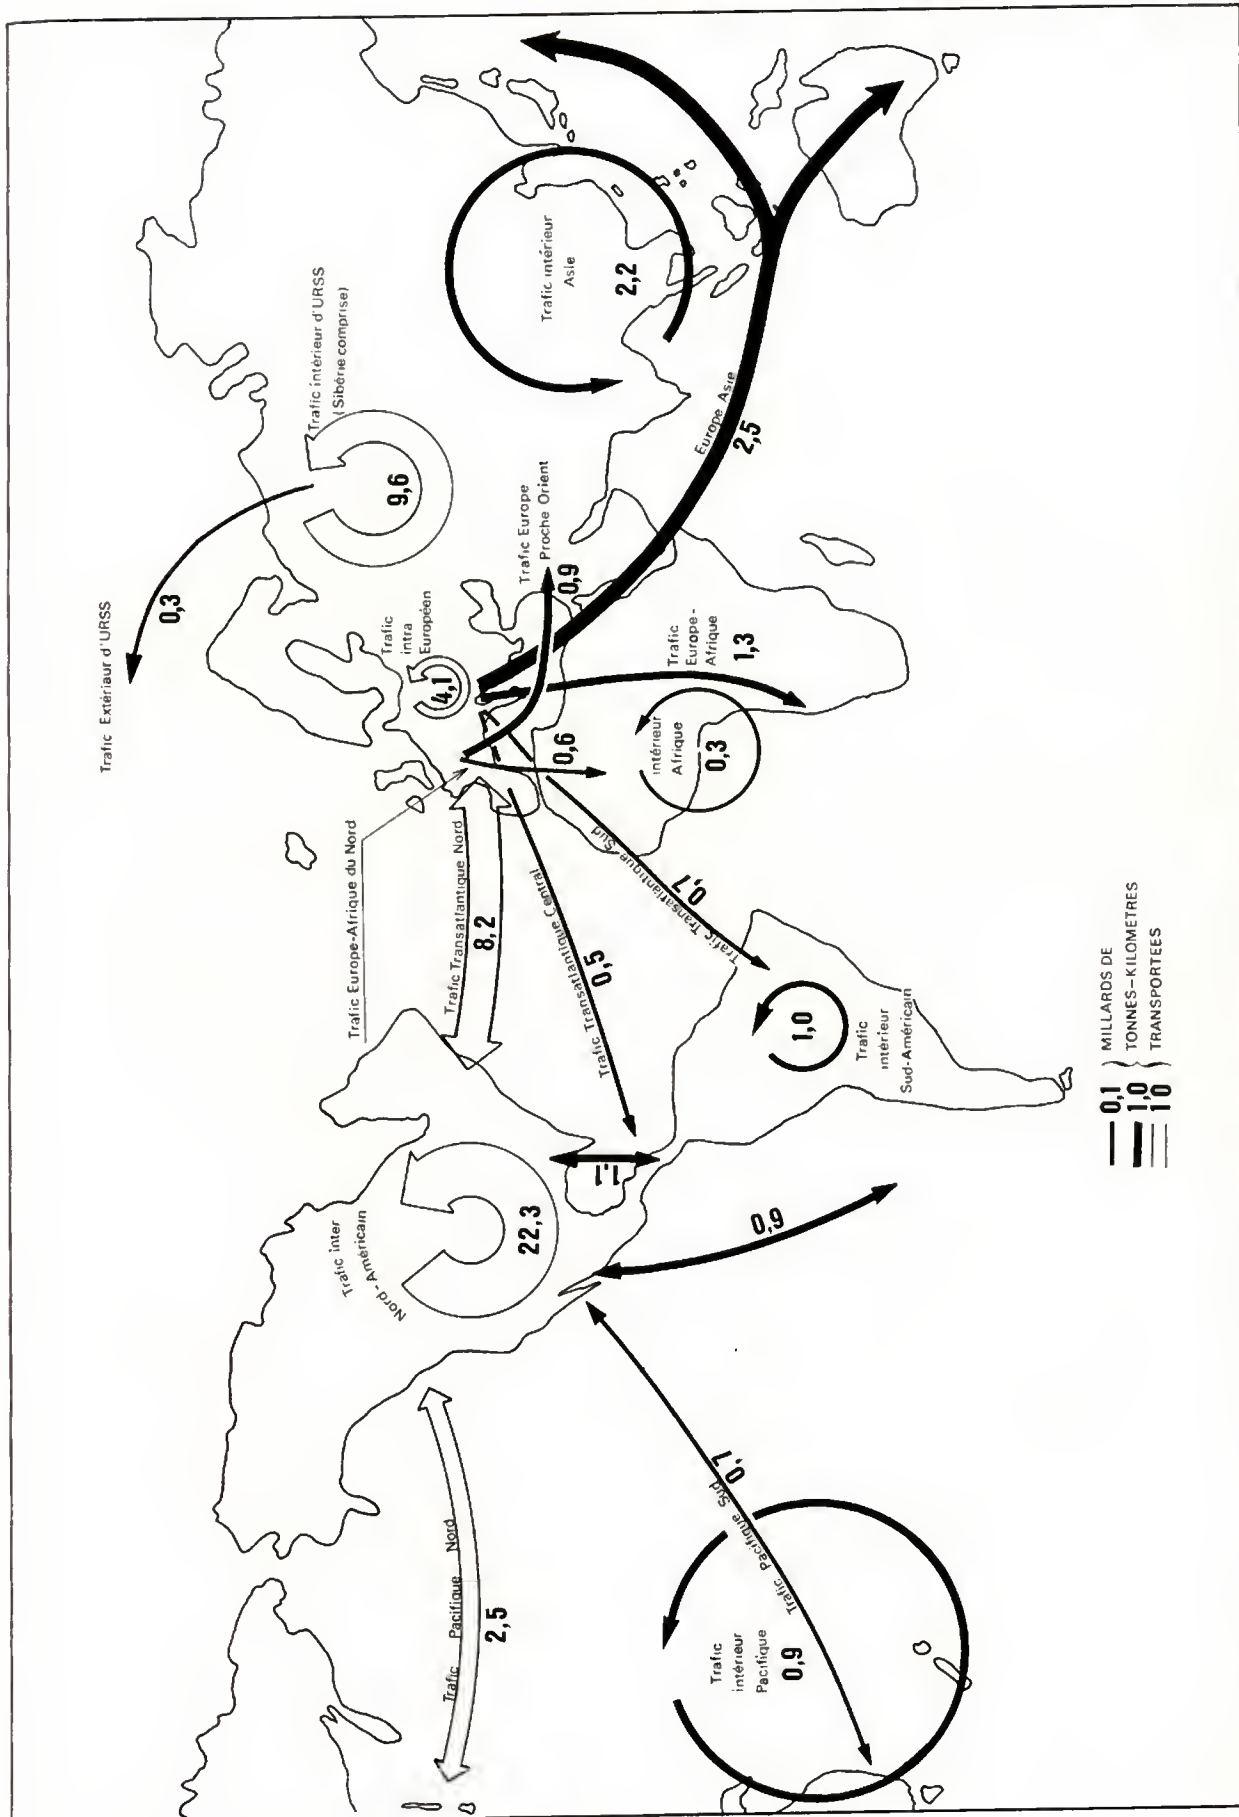 Trafic Extériaur d'URSS
0,3
Trafic intérieur d'URSS
(Sibérie comprise)
9,6
Trafic intérieur
Asie
2,2
Trafic
intra
Européen
4,1
Trafic Europe
Proche Orient
0,9
Europe Asie
2,5
Trafic
Europe-
Afrique
1,3
intérieur
Afrique
0,3
0,6
Trafic Europe-Afrique du Nord
Trafic Transatlantique Nord
8,2
Trafic Transatlantique Central
0,5
Trafic Transatlantique Sud
0,7
Trafic inter
Nord-Américain
22,3
1,1
1,0
Trafic
intérieur
Sud-Américain
0,9
Trafic Pacifique Nord
2,5
Trafic Pacifique Sud
0,7
Trafic
intérieur
Pacifique
0,9
0,1
1,0
10
MILLARDS DE
TONNES-KILOMETRES
TRANSPORTEES